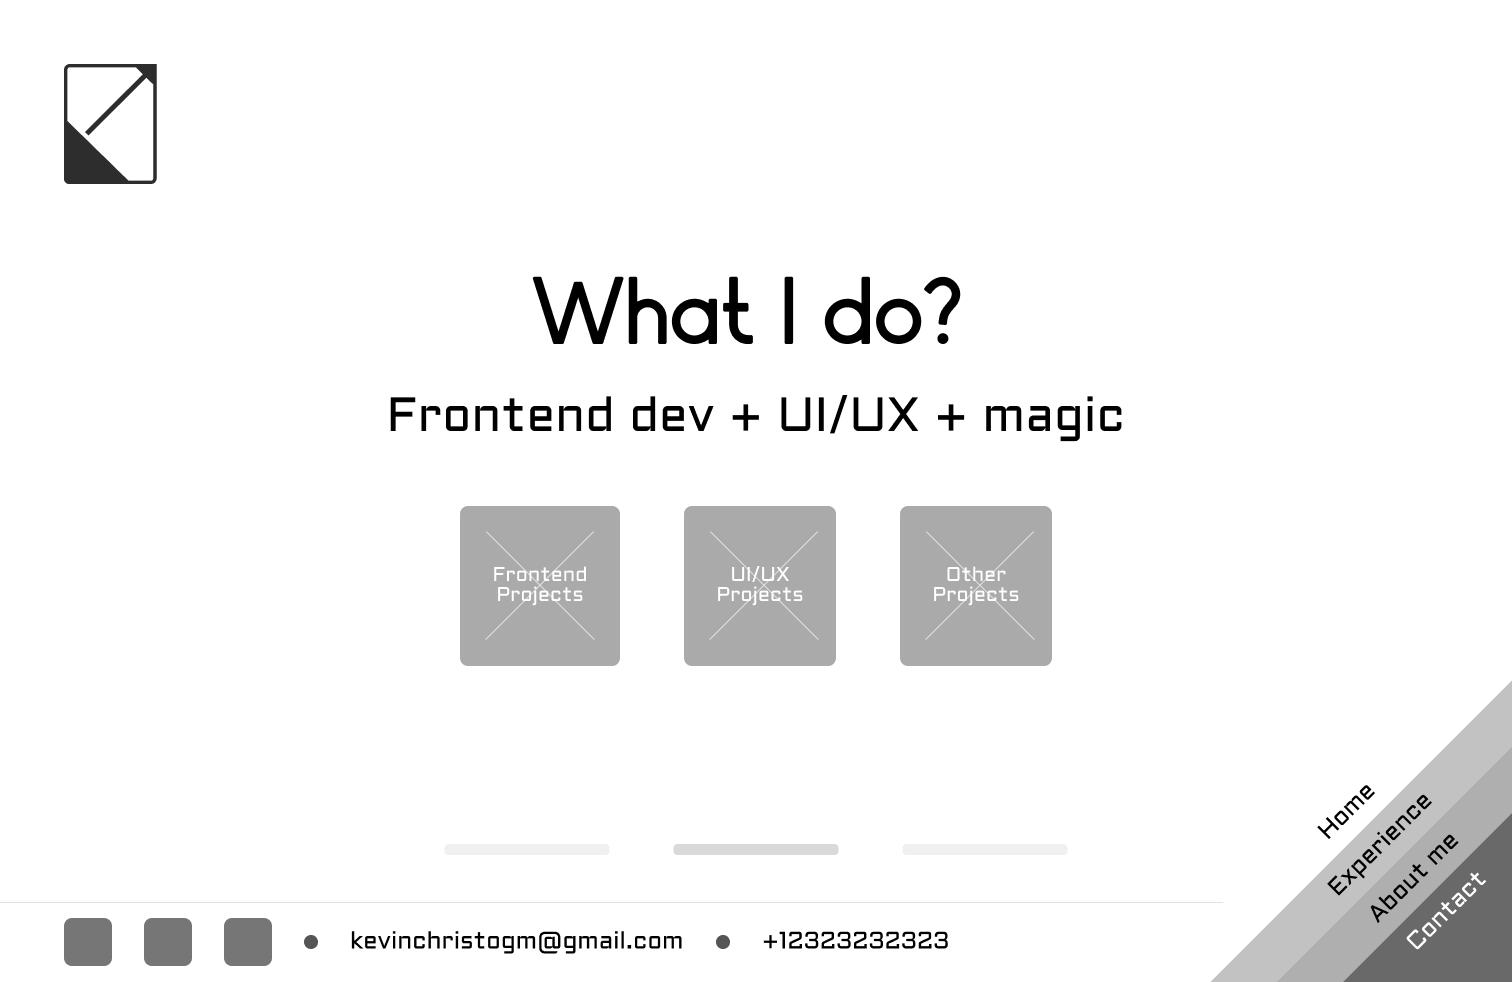 What I do?
Frontend dev + UI/UX + magic
Frontend
Projects
UI/UX
Projects
Other
Projects
Home
Experience
About me
Contact
kevinchristogm@gmail.com
+12323232323